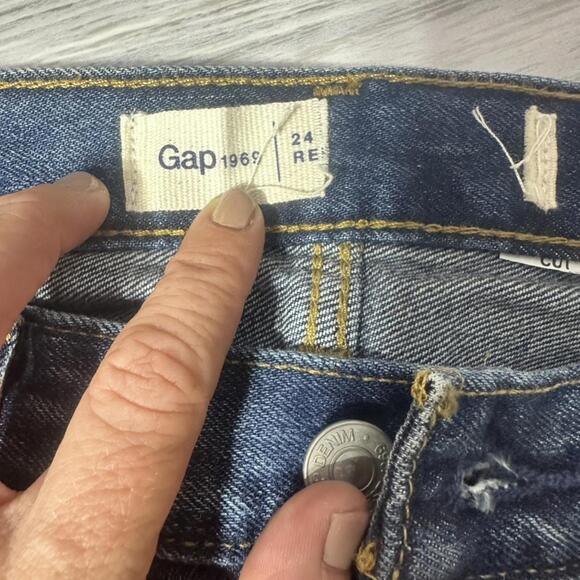 Gap 1969
24
RE
CUT
DENIM • G